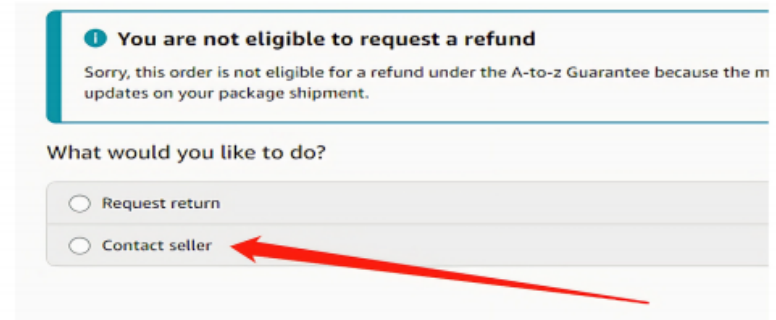 You are not eligible to request a refund
Sorry, this order is not eligible for a refund under the A-to-z Guarantee because the
updates on your package shipment.
What would you like to do?
Request return
Contact seller